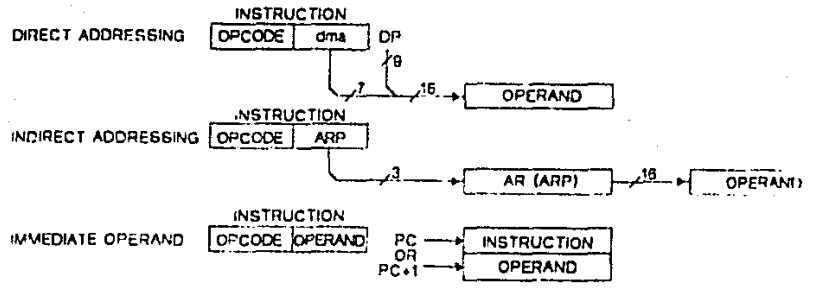 INSTRUCTION
DIRECT ADDRESSING OPCODE dma DP
9
7 16 OPERAND
INSTRUCTION
INDIRECT ADDRESSING OPCODE ARP
3 AR (ARP) 16 OPERAND
INSTRUCTION
IMMEDIATE OPERAND OPCODE OPERAND PC INSTRUCTION
OR
PC+1 OPERAND